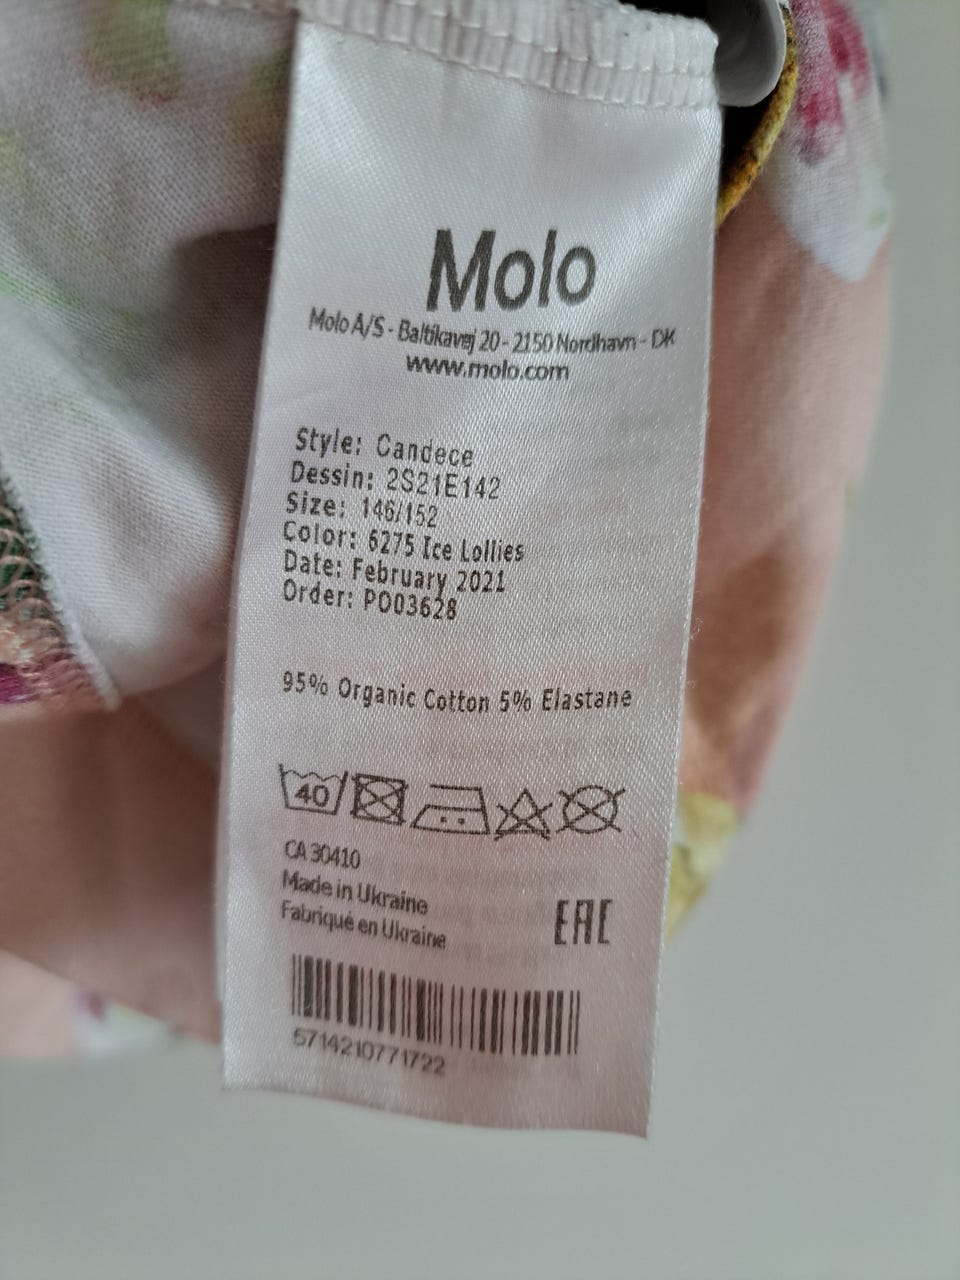 Molo
Molo A/S - Baltikavej 20 - 2150 Nordhavn - DK
www.molo.com
Style: Candece
Dessin: 2S21E142
Size: 146/152
Color: 6275 Ice Lollies
Date: February 2021
Order: PO03628
95% Organic Cotton 5% Elastane
40
CA 30410
Made in Ukraine
Fabriqué en Ukraine
EAC
5714210771722